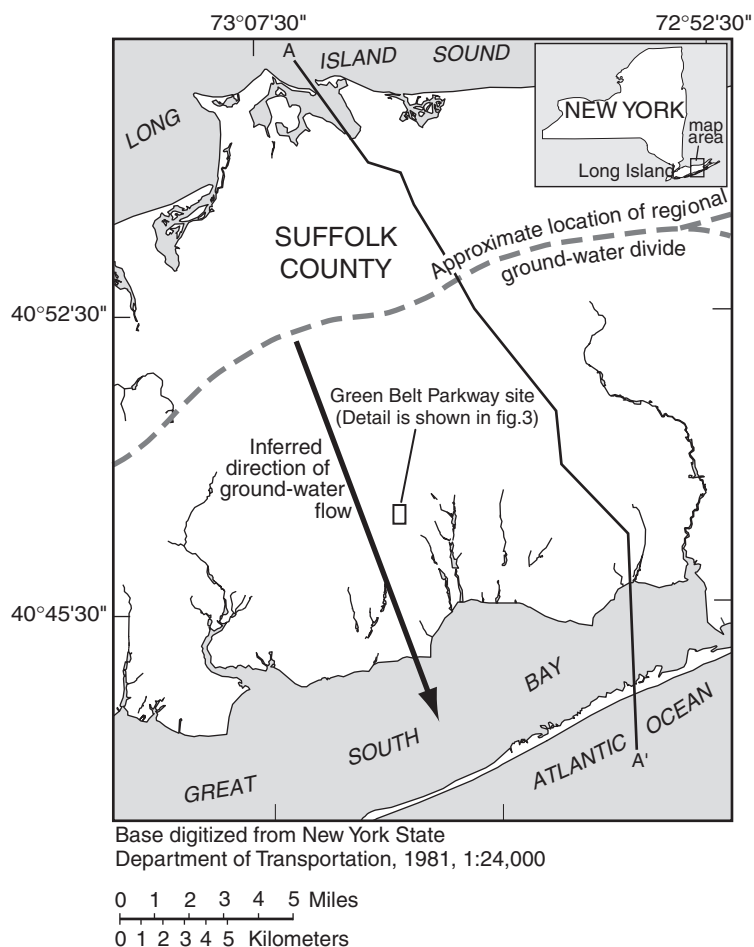 73°07'30"
72°52'30"
A
ISLAND SOUND
LONG
NEW YORK
map
area
Long Island
SUFFOLK
COUNTY
Approximate location of regional
ground-water divide
40°52'30"
Green Belt Parkway site
(Detail is shown in fig.3)
Inferred
direction of
ground-water
flow
40°45'30"
BAY
SOUTH
GREAT
ATLANTIC OCEAN
A'
Base digitized from New York State
Department of Transportation, 1981, 1:24,000
0 1 2 3 4 5 Miles
0 1 2 3 4 5 Kilometers